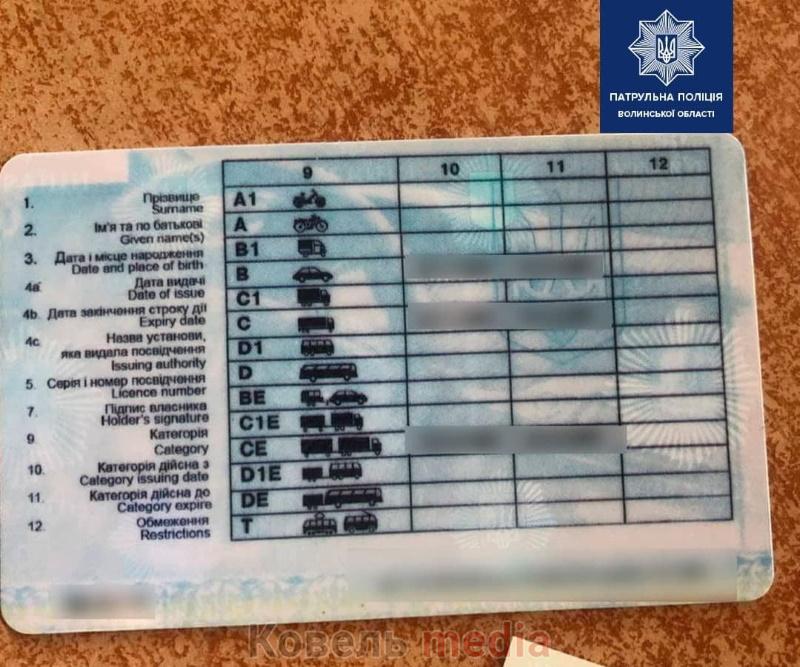 ПАТРУЛЬНА ПОЛІЦІЯ
ВОЛИНСЬКОЇ ОБЛАСТІ
1. Прізвище
Surname
2. Ім'я та по батькові
Given name(s)
3. Дата і місце народження
Date and place of birth
4a Дата видачі
Date of issue
4b. Дата закінчення строку дії
Expiry date
4c Назва установи,
яка видала посвідчення
Issuing authority
5. Серія і номер посвідчення
Licence number
7. Підпис власника
Holder's signature
9. Категорія
Category
10. Категорія дійсна з
Category issuing date
11. Категорія дійсна до
Category expire
12. Обмеження
Restrictions
9 10 11 12
A1
A
B1
B
C1
C
D1
D
BE
C1E
CE
D1E
DE
T
Ковель media